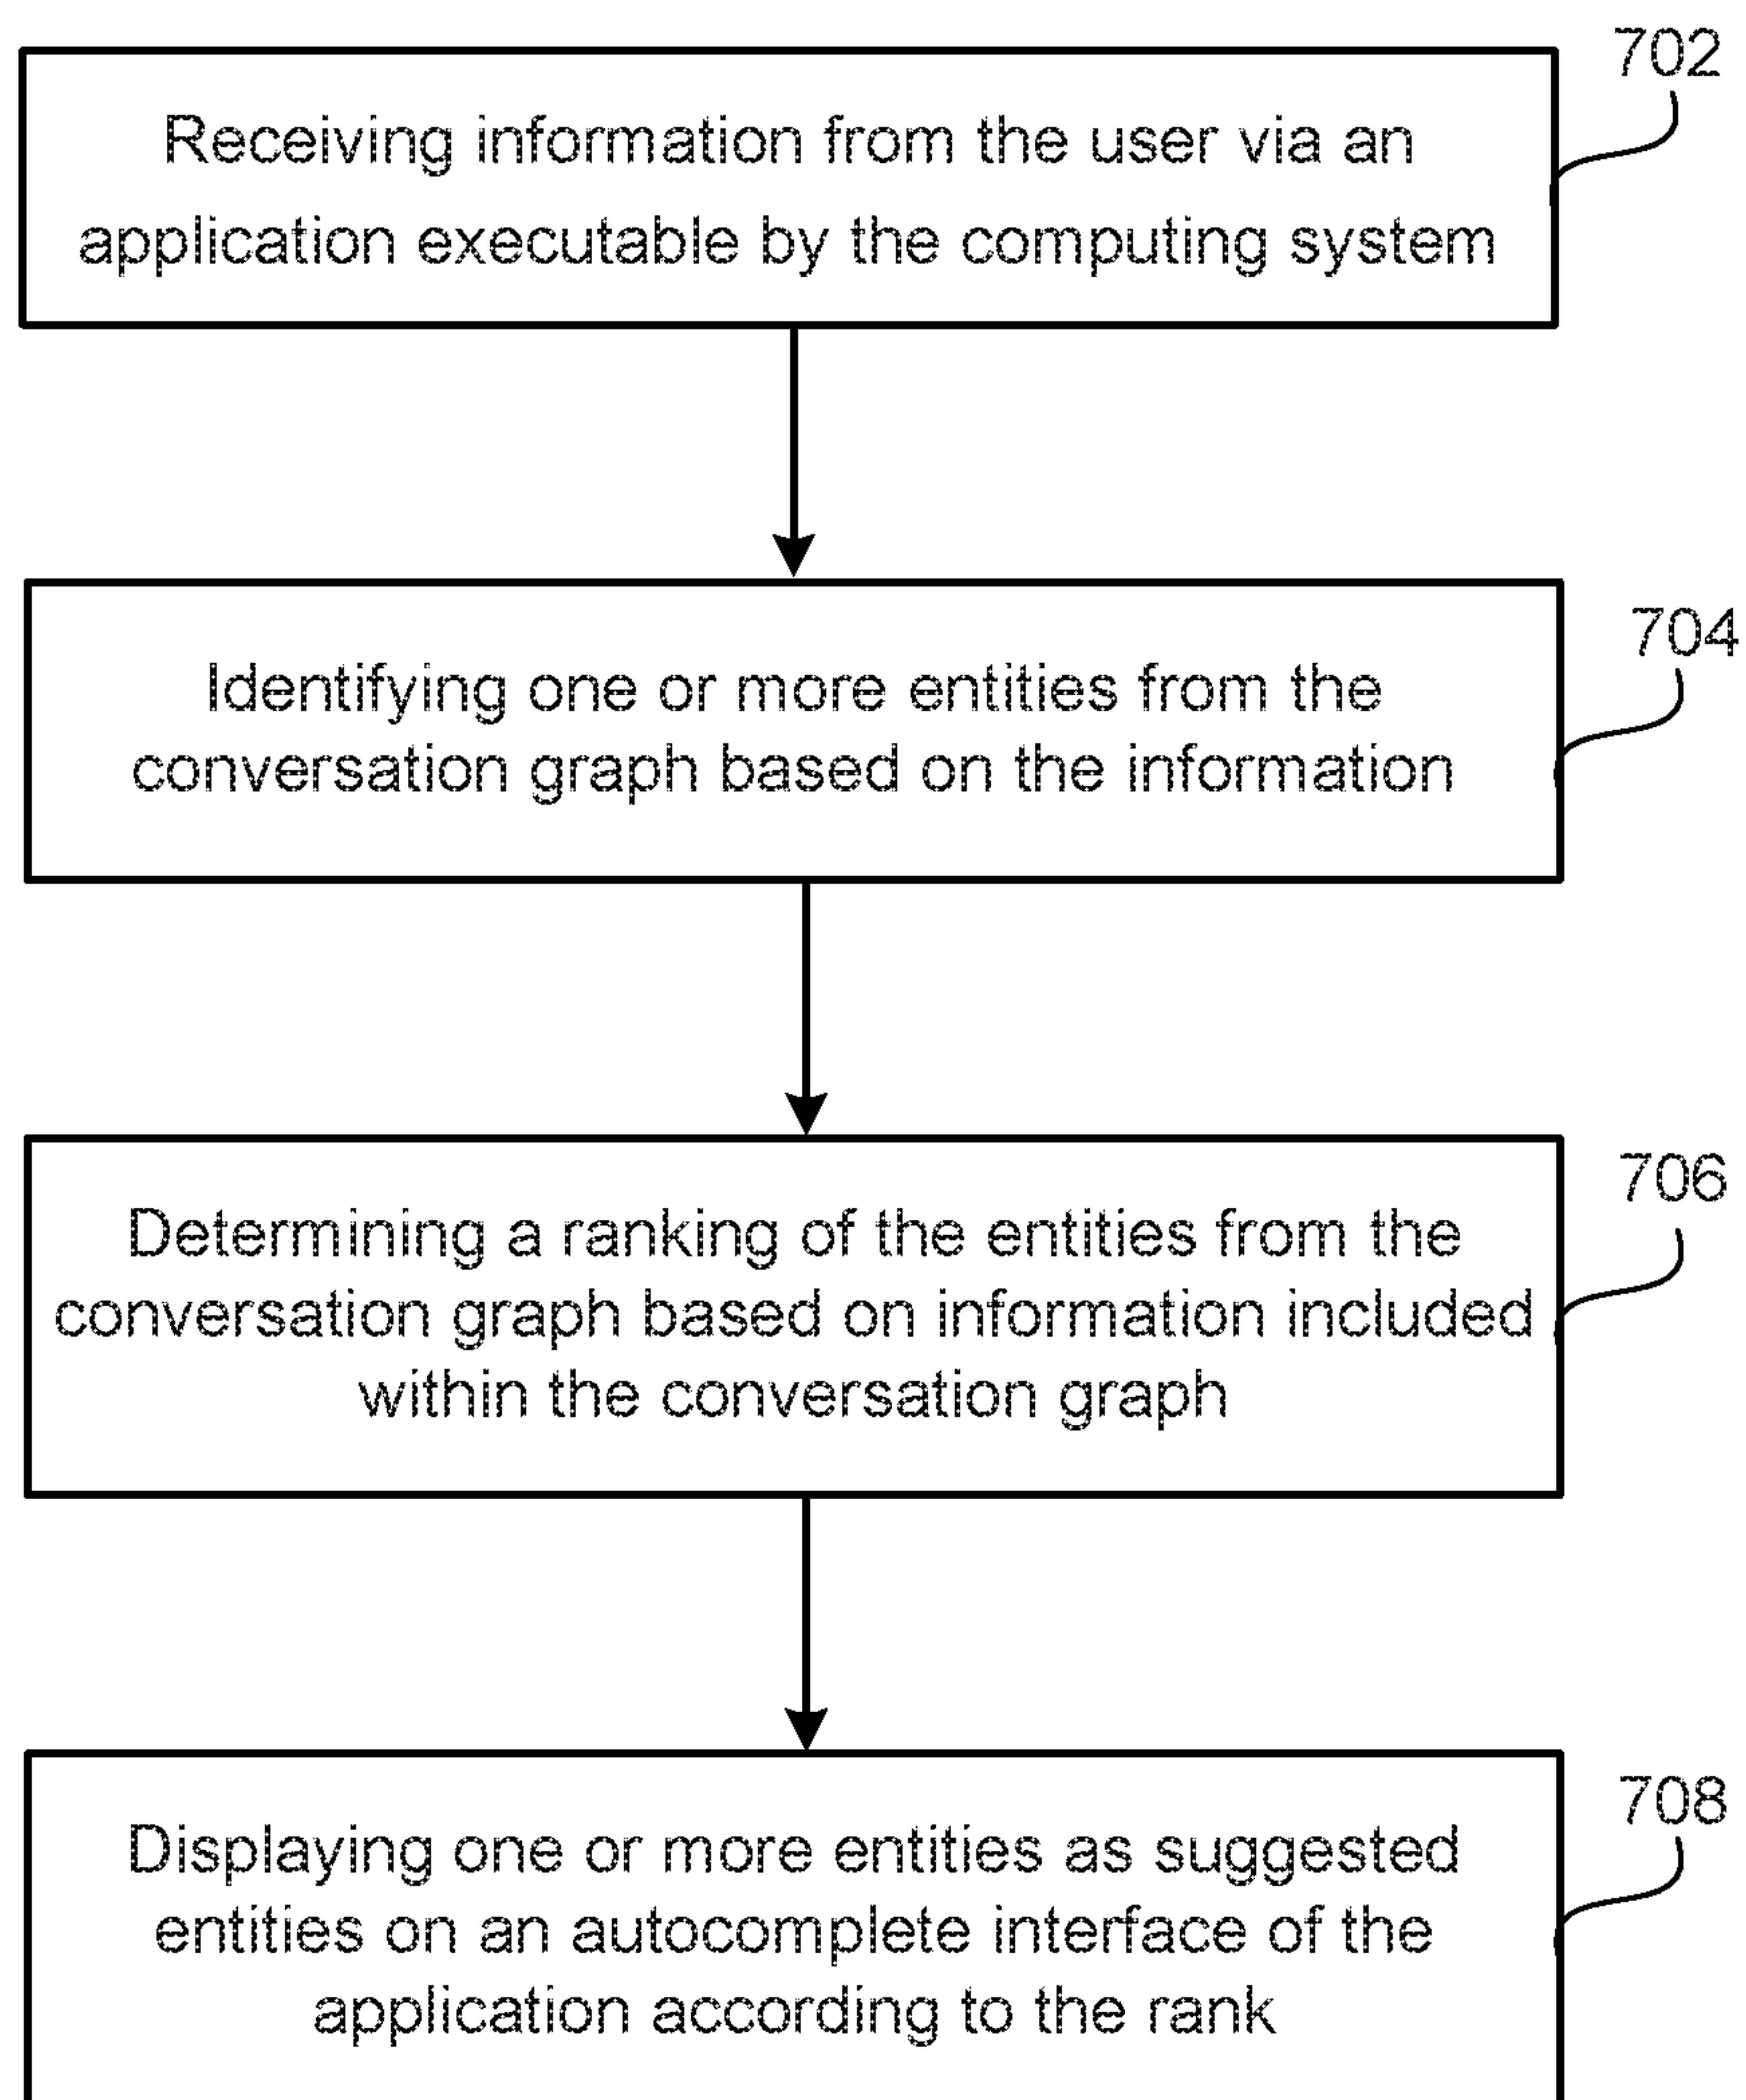 702
Receiving information from the user via an
application executable by the computing system
704
Identifying one or more entities from the
conversation graph based on the information
706
Determining a ranking of the entities from the
conversation graph based on information included
within the conversation graph
708
Displaying one or more entities as suggested
entities on an autocomplete interface of the
application according to the rank